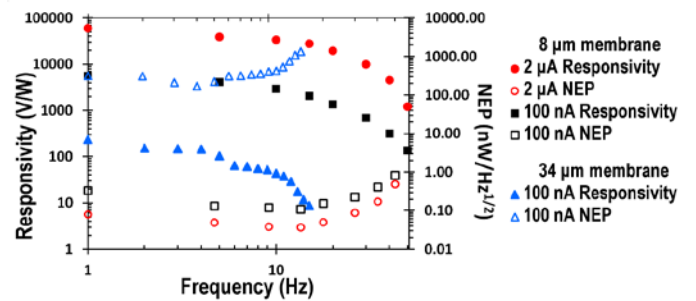 100000
10000
1000
100
10
1
Responsivity (V/W)
1
10
Frequency (Hz)
10000.00
1000.00
100.00
10.00
1.00
0.10
0.01
NEP (nW/Hz^1/2)
8 µm membrane
2 µA Responsivity
2 µA NEP
100 nA Responsivity
100 nA NEP
34 µm membrane
100 nA Responsivity
100 nA NEP